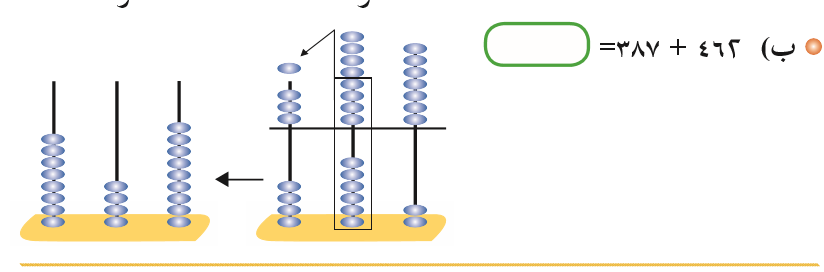 ب) ٤٦٢ + ٣٨٧=